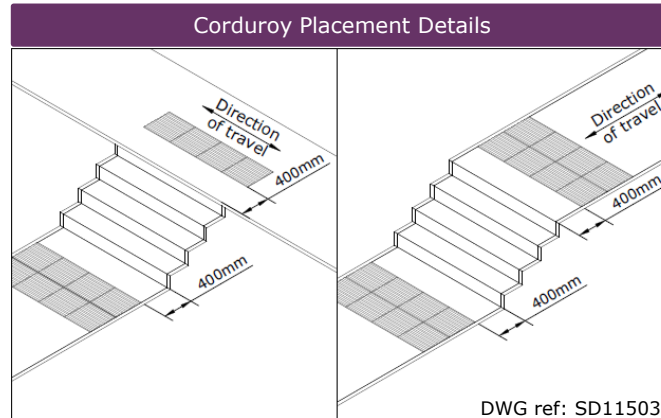 Corduroy Placement Details
Direction
of travel
400mm
400mm
Direction
of travel
400mm
400mm
DWG ref: SD11503